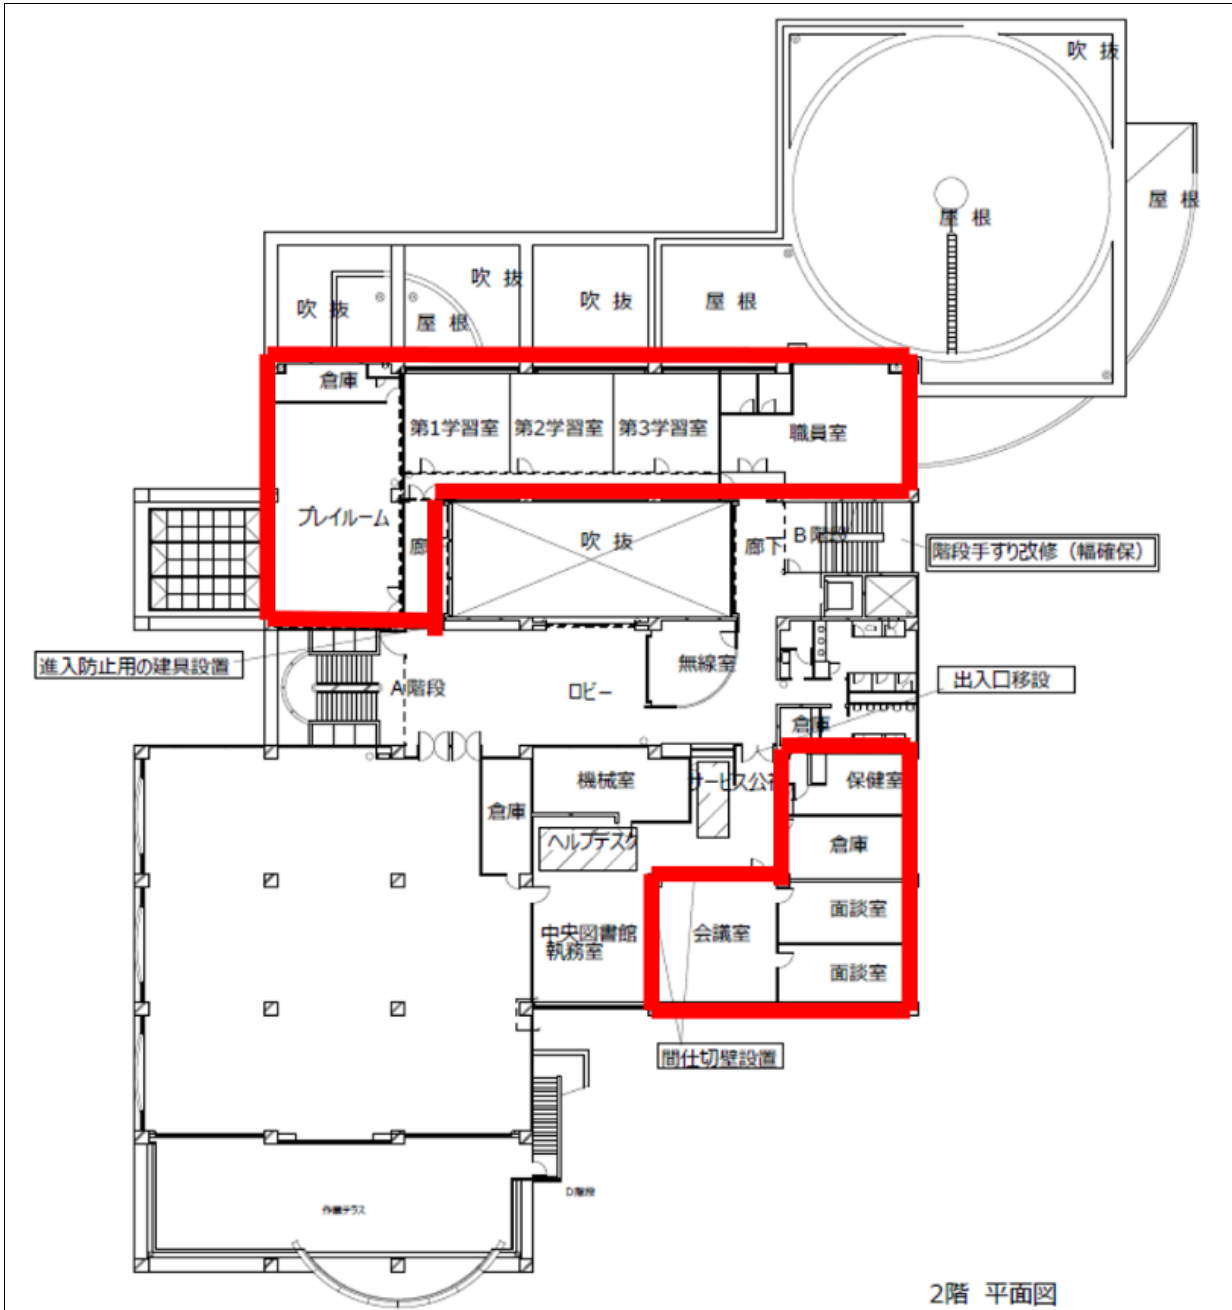 吹 抜
屋 根
屋 根
吹 抜
吹 抜
吹 抜
屋 根
屋 根
倉庫
第1学習室
第2学習室
第3学習室
職員室
プレイルーム
廊
吹 抜
廊下
B階段
階段手すり改修（幅確保）
進入防止用の建具設置
A階段
ロビー
無線室
出入口移設
倉庫
機械室
サービス公社
保健室
倉庫
ヘルプデスク
倉庫
中央図書館
執務室
会議室
面談室
面談室
間仕切壁設置
D階段
作業テラス
2階 平面図